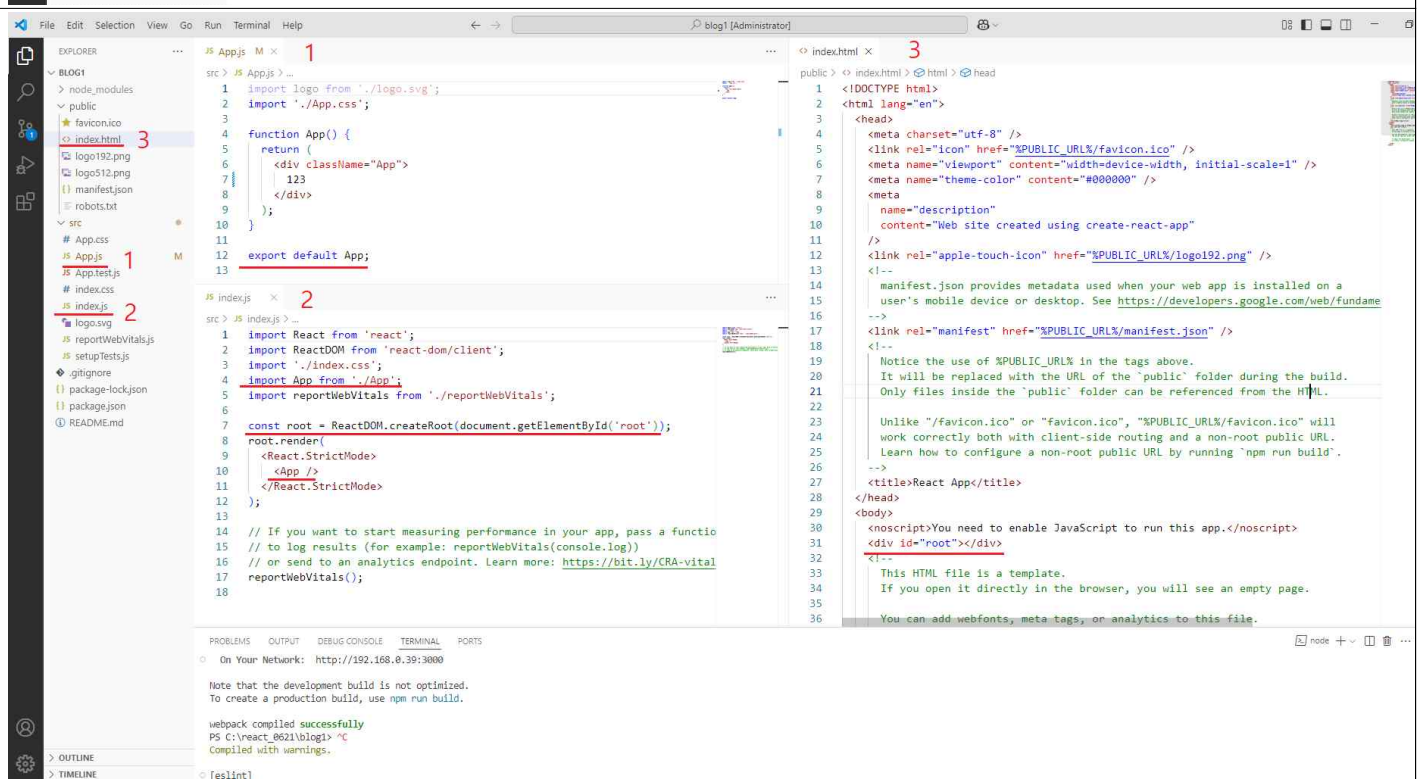 File Edit Selection View Go Run Terminal Help
blog1 [Administrator]
EXPLORER
BLOG1
node_modules
public
favicon.ico
index.html 3
logo192.png
logo512.png
manifest.json
robots.txt
src
# App.css
JS App.js 1 M
JS App.test.js
# index.css
JS index.js 2
logo.svg
JS reportWebVitals.js
JS setupTests.js
.gitignore
{} package-lock.json
{} package.json
README.md
OUTLINE
TIMELINE
JS App.js M × 1
src > JS App.js > ...
1 import logo from './logo.svg';
2 import './App.css';
3
4 function App() {
5 return (
6 <div className="App">
7 123
8 </div>
9 );
10 }
11
12 export default App;
13
JS index.js × 2
src > JS index.js > ...
1 import React from 'react';
2 import ReactDOM from 'react-dom/client';
3 import './index.css';
4 import App from './App';
5 import reportWebVitals from './reportWebVitals';
6
7 const root = ReactDOM.createRoot(document.getElementById('root'));
8 root.render(
9 <React.StrictMode>
10 <App />
11 </React.StrictMode>
12 );
13
14 // If you want to start measuring performance in your app, pass a functio
15 // to log results (for example: reportWebVitals(console.log))
16 // or send to an analytics endpoint. Learn more: https://bit.ly/CRA-vital
17 reportWebVitals();
18
<> index.html × 3
public > <> index.html > html > head
1 <!DOCTYPE html>
2 <html lang="en">
3 <head>
4 <meta charset="utf-8" />
5 <link rel="icon" href="%PUBLIC_URL%/favicon.ico" />
6 <meta name="viewport" content="width=device-width, initial-scale=1" />
7 <meta name="theme-color" content="#000000" />
8 <meta
9 name="description"
10 content="Web site created using create-react-app"
11 />
12 <link rel="apple-touch-icon" href="%PUBLIC_URL%/logo192.png" />
13 <!--
14 manifest.json provides metadata used when your web app is installed on a
15 user's mobile device or desktop. See https://developers.google.com/web/fundame
16 -->
17 <link rel="manifest" href="%PUBLIC_URL%/manifest.json" />
18 <!--
19 Notice the use of %PUBLIC_URL% in the tags above.
20 It will be replaced with the URL of the `public` folder during the build.
21 Only files inside the `public` folder can be referenced from the HTML.
22
23 Unlike "/favicon.ico" or "favicon.ico", "%PUBLIC_URL%/favicon.ico" will
24 work correctly both with client-side routing and a non-root public URL.
25 Learn how to configure a non-root public URL by running `npm run build`.
26 -->
27 <title>React App</title>
28 </head>
29 <body>
30 <noscript>You need to enable JavaScript to run this app.</noscript>
31 <div id="root"></div>
32 <!--
33 This HTML file is a template.
34 If you open it directly in the browser, you will see an empty page.
35
36 You can add webfonts, meta tags, or analytics to this file.
PROBLEMS OUTPUT DEBUG CONSOLE TERMINAL PORTS
node
On Your Network: http://192.168.0.39:3000
Note that the development build is not optimized.
To create a production build, use npm run build.
webpack compiled successfully
PS C:\react_0621\blog1> ^C
Compiled with warnings.
[eslint]